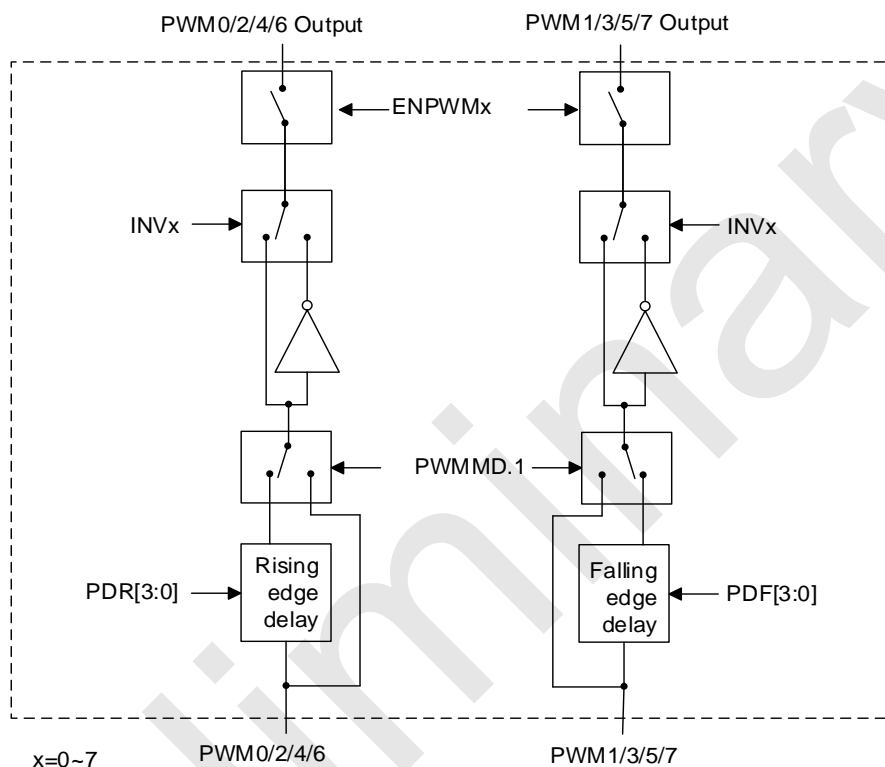 PWM0/2/4/6 Output
PWM1/3/5/7 Output
ENPWMx
INVx
INVx
PWMMD.1
PDR[3:0]
Rising
edge
delay
Falling
edge
delay
PDF[3:0]
PWM0/2/4/6
PWM1/3/5/7
x=0~7
liminary